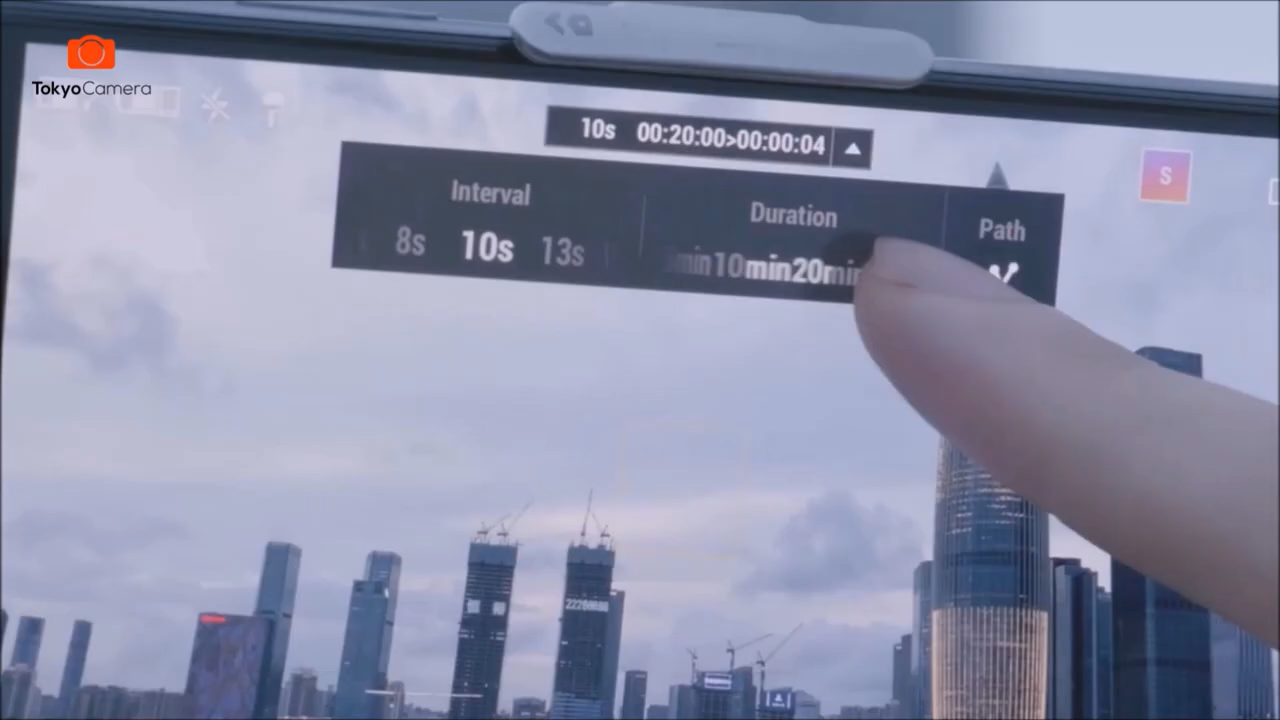 TokyoCamera
10s 00:20:00>00:00:04
S
Interval
Duration
Path
8s 10s 13s
10min 20min